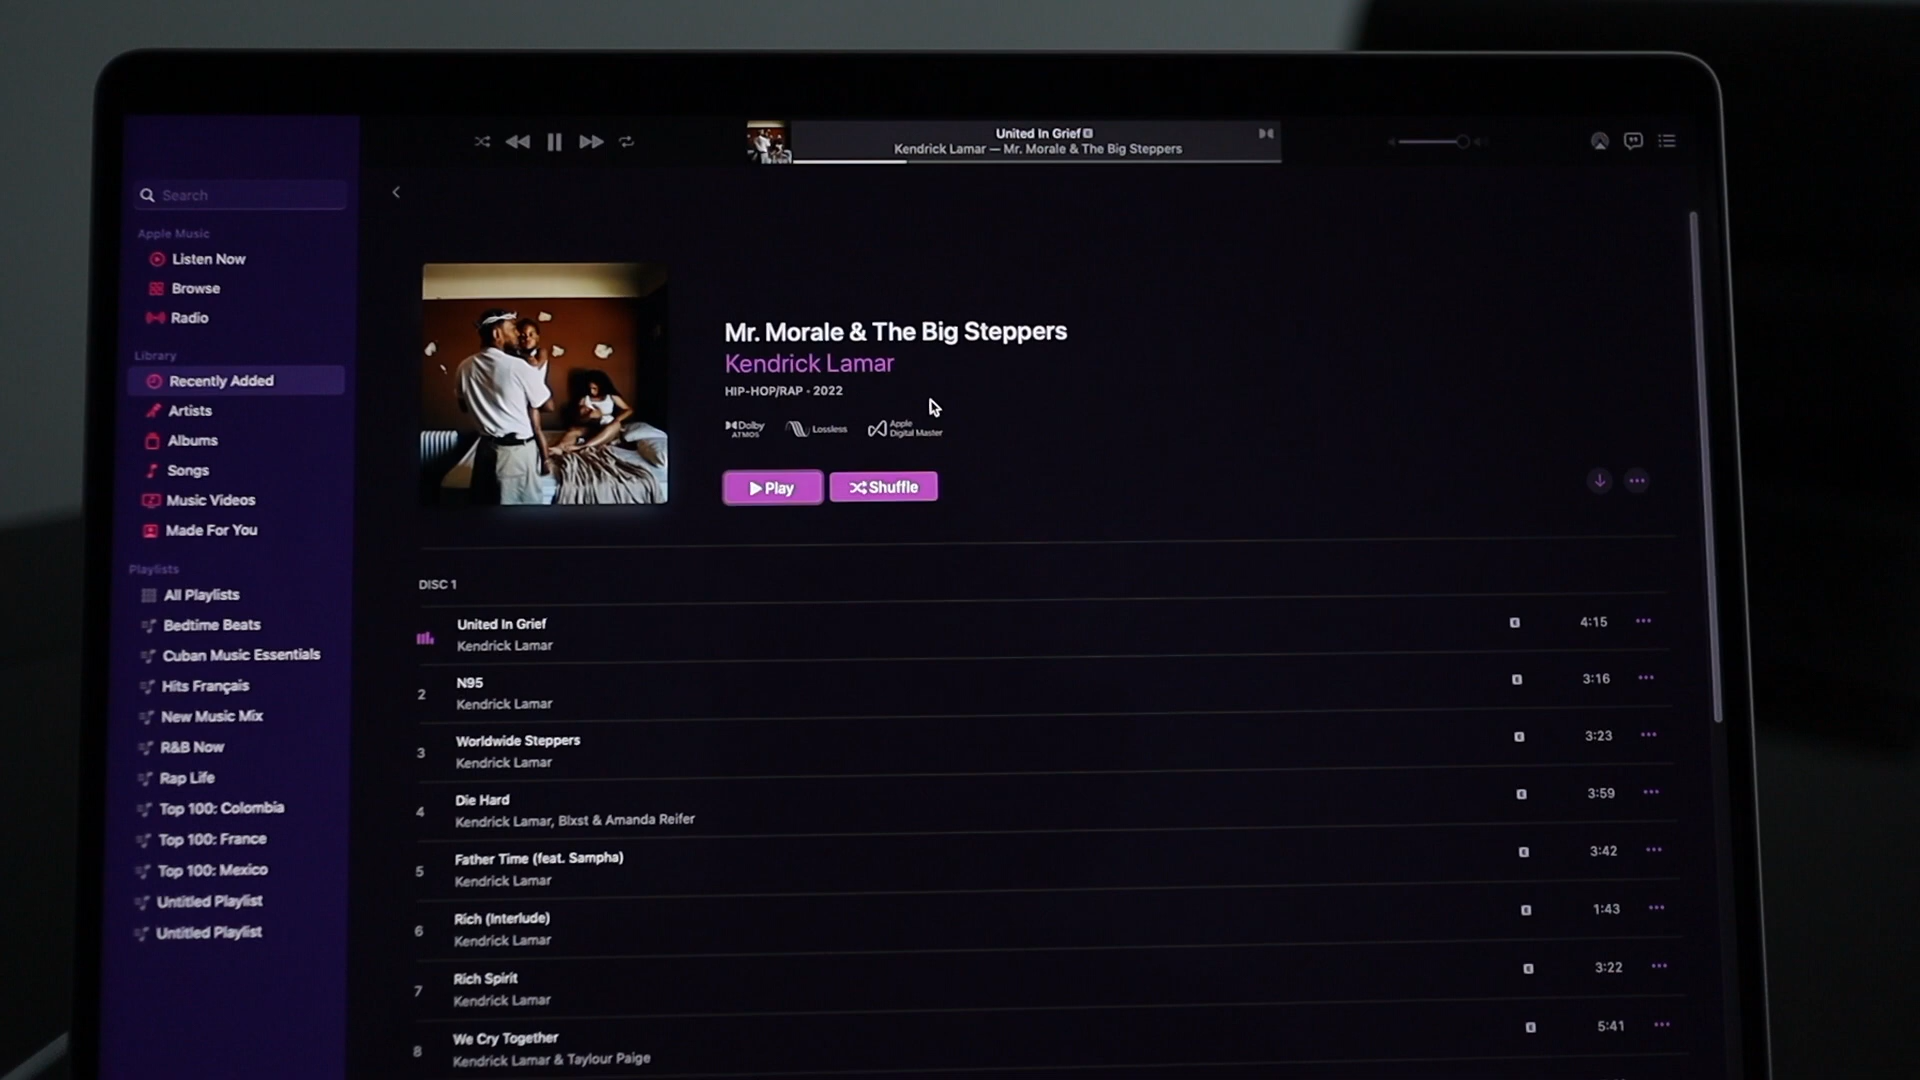 United In Grief E
Kendrick Lamar — Mr. Morale & The Big Steppers
Search
Apple Music
Listen Now
Browse
Radio
Library
Recently Added
Artists
Albums
Songs
Music Videos
Made For You
Playlists
All Playlists
Bedtime Beats
Cuban Music Essentials
Hits Français
New Music Mix
R&B Now
Rap Life
Top 100: Colombia
Top 100: France
Top 100: Mexico
Untitled Playlist
Untitled Playlist
Mr. Morale & The Big Steppers
Kendrick Lamar
HIP-HOP/RAP · 2022
Dolby ATMOS
Lossless
Apple Digital Master
Play
Shuffle
DISC 1
United In Grief E 4:15
Kendrick Lamar
2 N95 E 3:16
Kendrick Lamar
3 Worldwide Steppers E 3:23
Kendrick Lamar
4 Die Hard E 3:59
Kendrick Lamar, Blxst & Amanda Reifer
5 Father Time (feat. Sampha) E 3:42
Kendrick Lamar
6 Rich (Interlude) E 1:43
Kendrick Lamar
7 Rich Spirit E 3:22
Kendrick Lamar
8 We Cry Together E 5:41
Kendrick Lamar & Taylour Paige